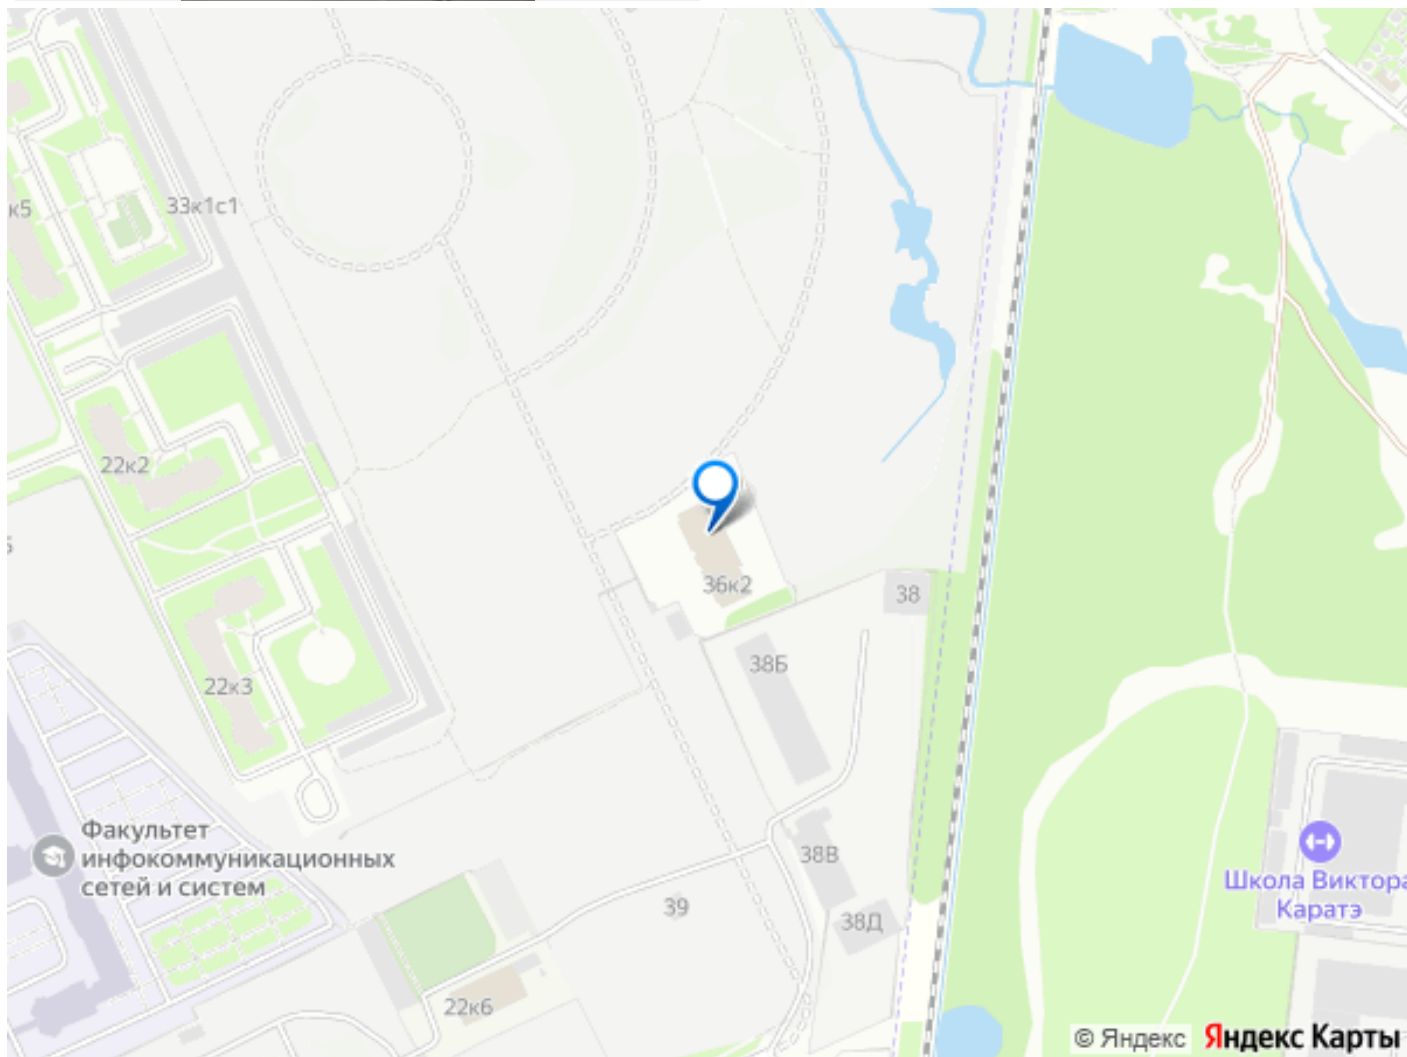 к5
33к1с1
22к2
36к2
38
38Б
22к3
Факультет
инфокоммуникационных
сетей и систем
38В
Школа Виктора
Каратэ
39
38Д
22к6
© Яндекс Яндекс Карты